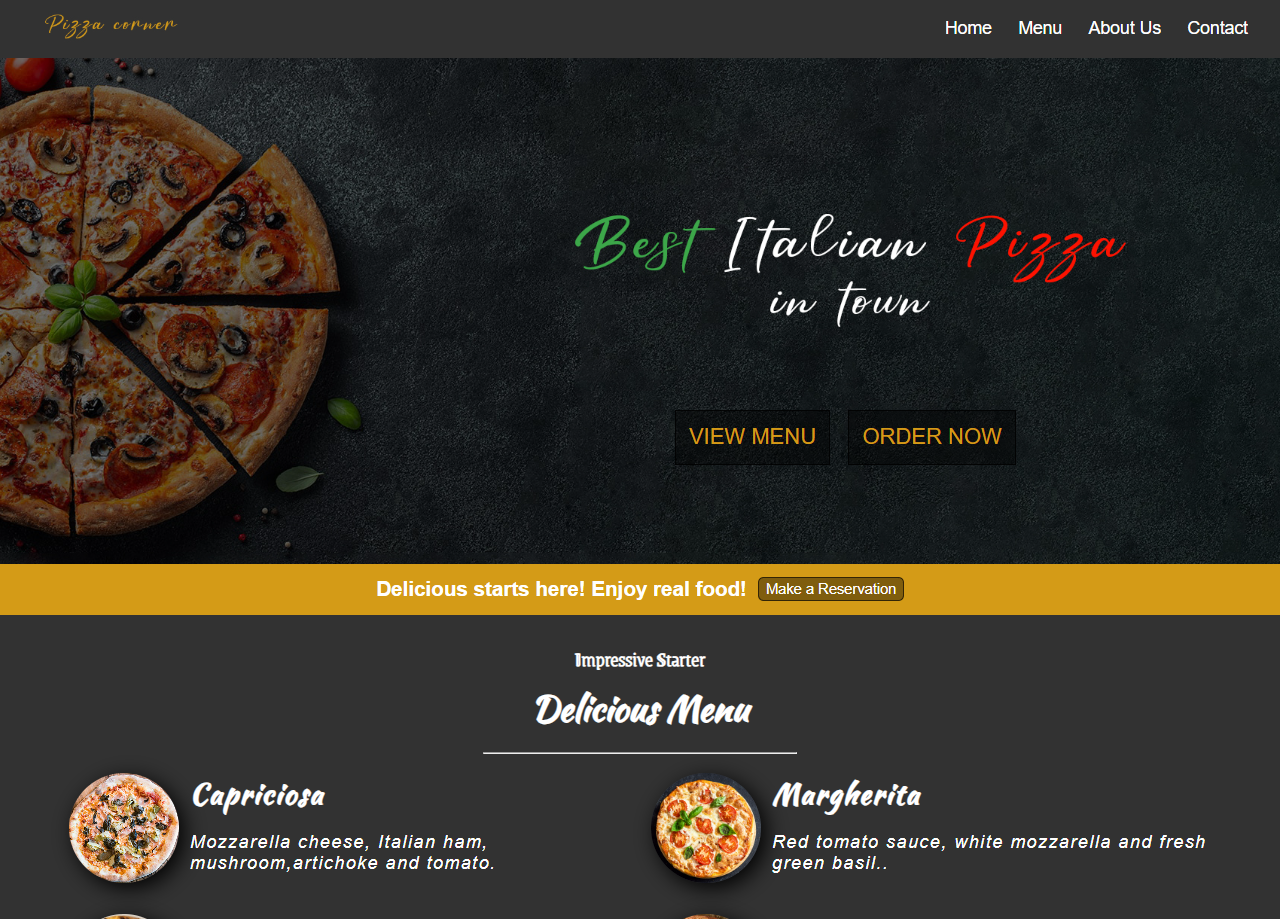 Pizza corner
Home Menu About Us Contact
Best Italian Pizza
in town
VIEW MENU ORDER NOW
Delicious starts here! Enjoy real food! Make a Reservation
Impressive Starter
Delicious Menu
Capriciosa
Mozzarella cheese, Italian ham,
mushroom,artichoke and tomato.
Margherita
Red tomato sauce, white mozzarella and fresh
green basil..